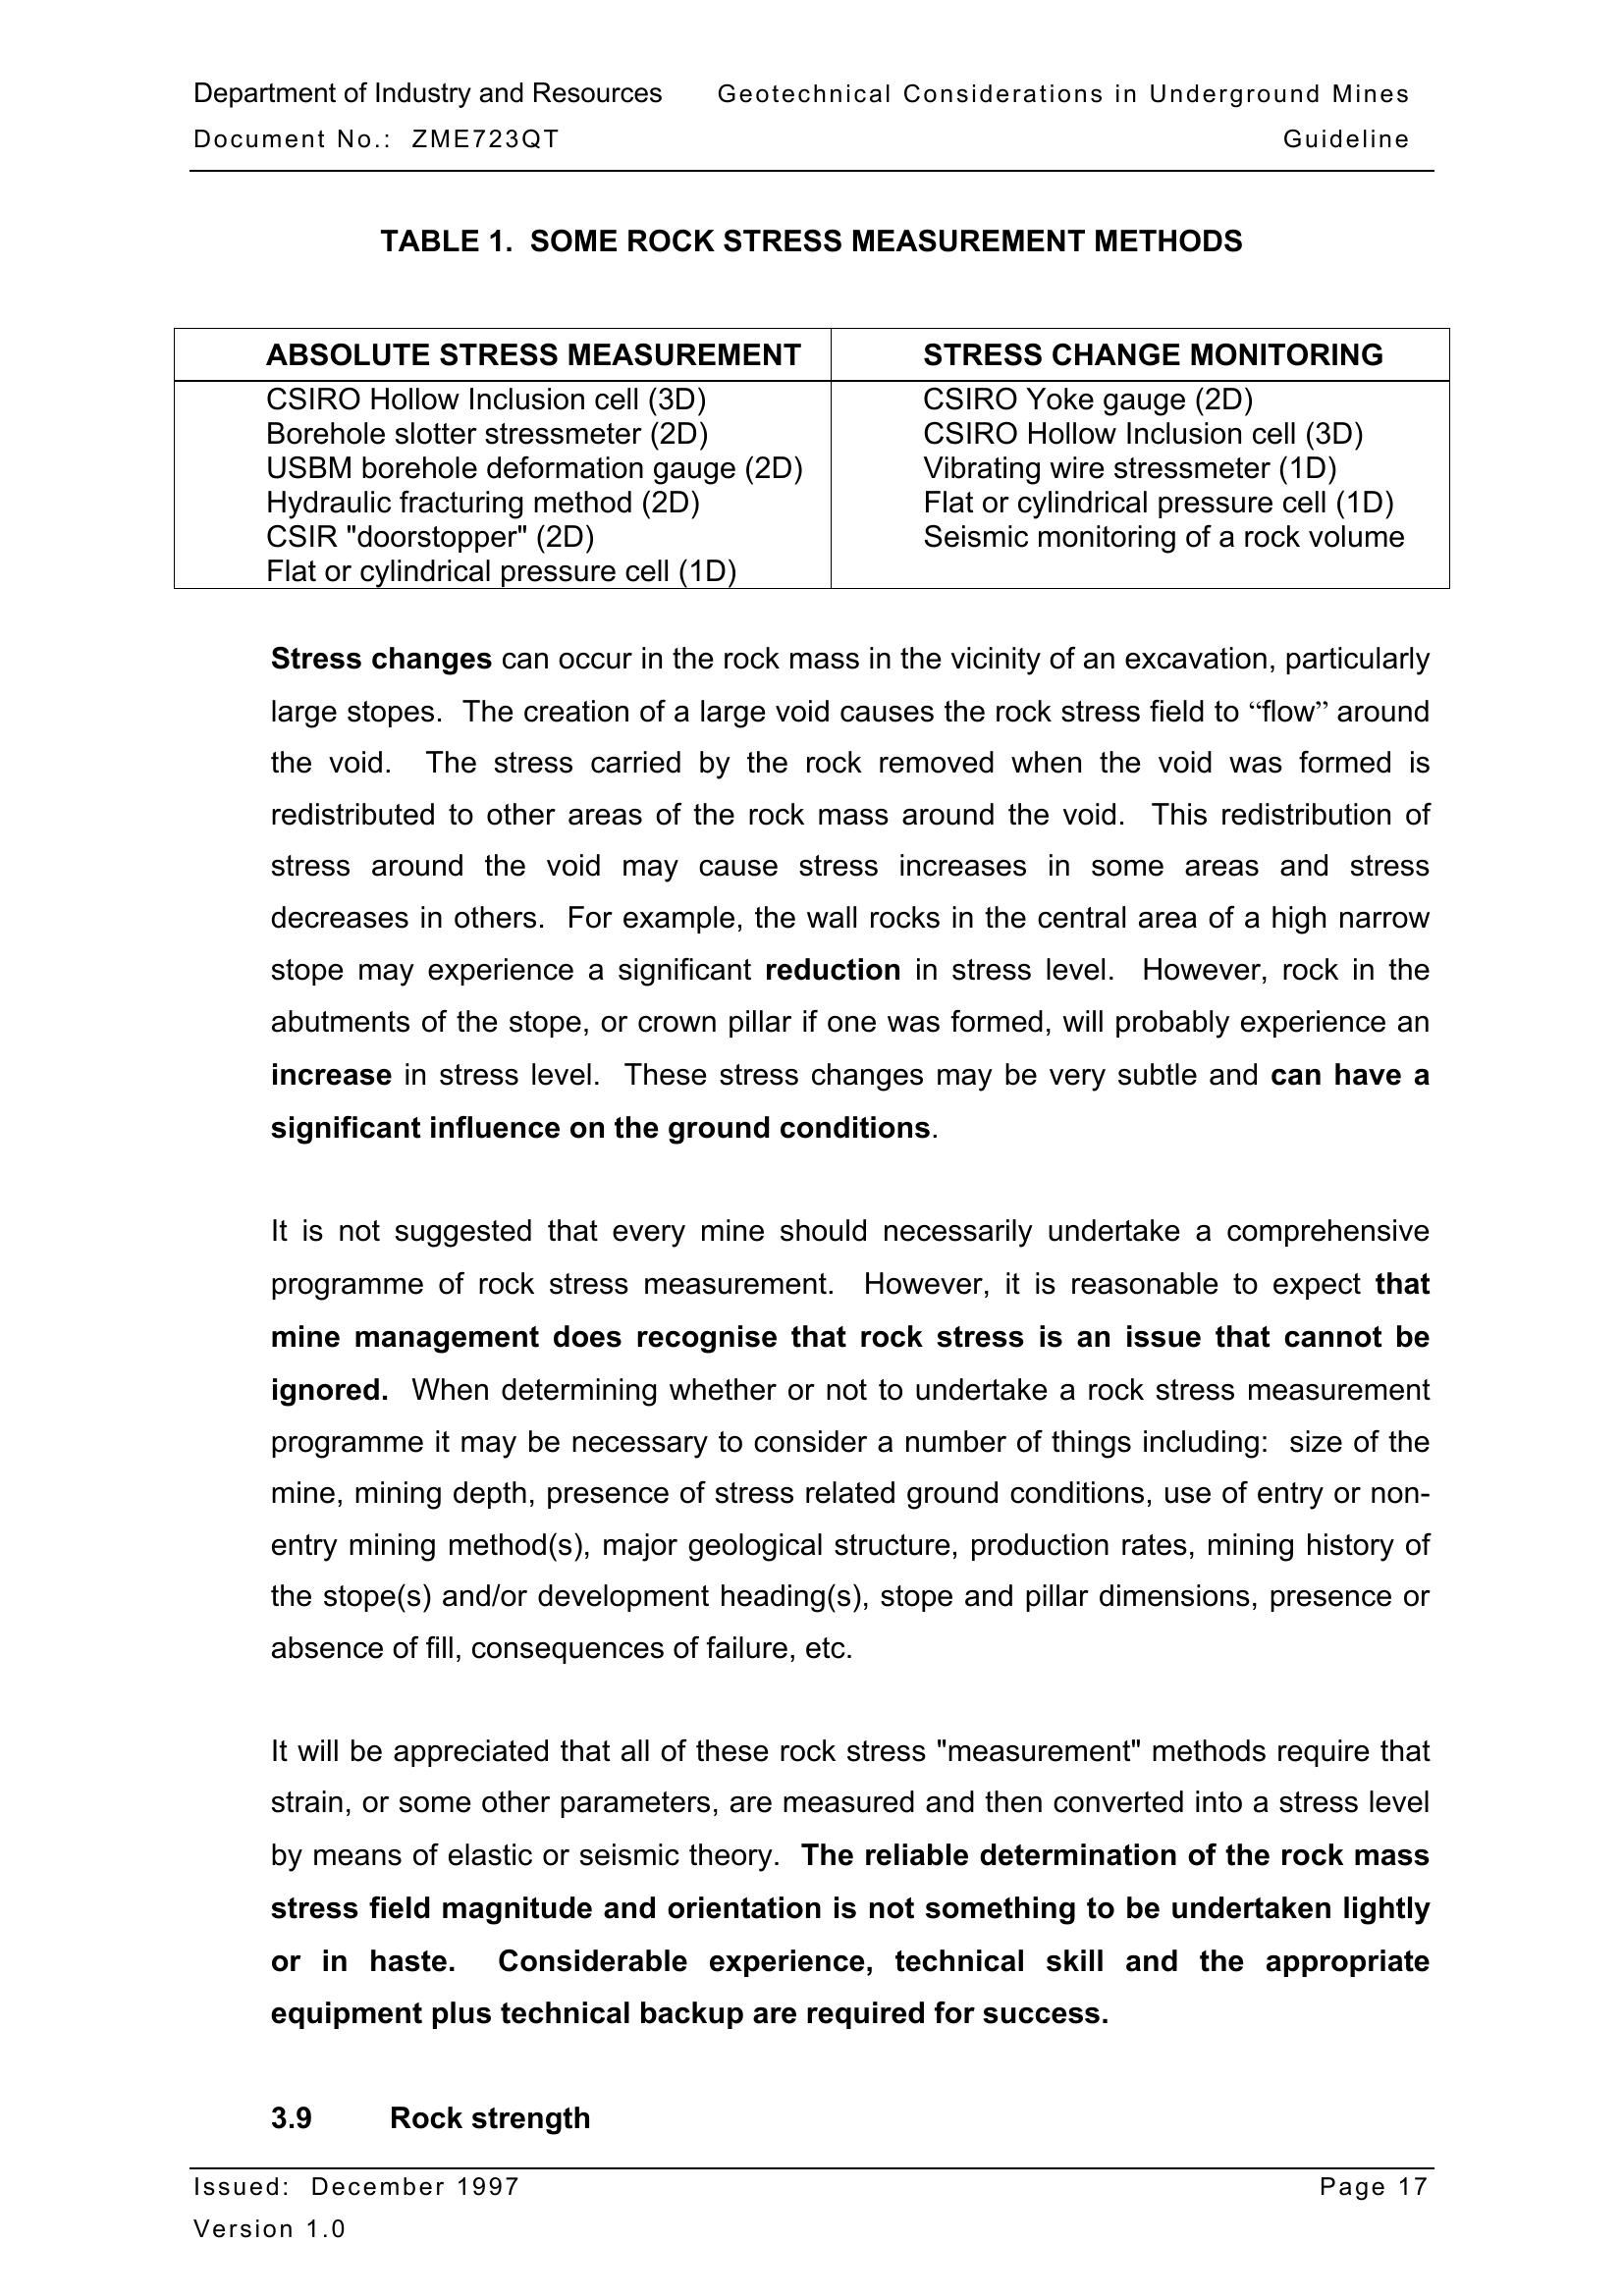 Department of Industry and Resources Geotechnical Considerations in Underground Mines
Document No.: ZME723QT Guideline
TABLE 1. SOME ROCK STRESS MEASUREMENT METHODS
ABSOLUTE STRESS MEASUREMENT STRESS CHANGE MONITORING
CSIRO Hollow Inclusion cell (3D) CSIRO Yoke gauge (2D)
Borehole slotter stressmeter (2D) CSIRO Hollow Inclusion cell (3D)
USBM borehole deformation gauge (2D) Vibrating wire stressmeter (1D)
Hydraulic fracturing method (2D) Flat or cylindrical pressure cell (1D)
CSIR "doorstopper" (2D) Seismic monitoring of a rock volume
Flat or cylindrical pressure cell (1D)
Stress changes can occur in the rock mass in the vicinity of an excavation, particularly
large stopes. The creation of a large void causes the rock stress field to “flow” around
the void. The stress carried by the rock removed when the void was formed is
redistributed to other areas of the rock mass around the void. This redistribution of
stress around the void may cause stress increases in some areas and stress
decreases in others. For example, the wall rocks in the central area of a high narrow
stope may experience a significant reduction in stress level. However, rock in the
abutments of the stope, or crown pillar if one was formed, will probably experience an
increase in stress level. These stress changes may be very subtle and can have a
significant influence on the ground conditions.
It is not suggested that every mine should necessarily undertake a comprehensive
programme of rock stress measurement. However, it is reasonable to expect that
mine management does recognise that rock stress is an issue that cannot be
ignored. When determining whether or not to undertake a rock stress measurement
programme it may be necessary to consider a number of things including: size of the
mine, mining depth, presence of stress related ground conditions, use of entry or non-
entry mining method(s), major geological structure, production rates, mining history of
the stope(s) and/or development heading(s), stope and pillar dimensions, presence or
absence of fill, consequences of failure, etc.
It will be appreciated that all of these rock stress "measurement" methods require that
strain, or some other parameters, are measured and then converted into a stress level
by means of elastic or seismic theory. The reliable determination of the rock mass
stress field magnitude and orientation is not something to be undertaken lightly
or in haste. Considerable experience, technical skill and the appropriate
equipment plus technical backup are required for success.
3.9 Rock strength
Issued: December 1997 Page 17
Version 1.0